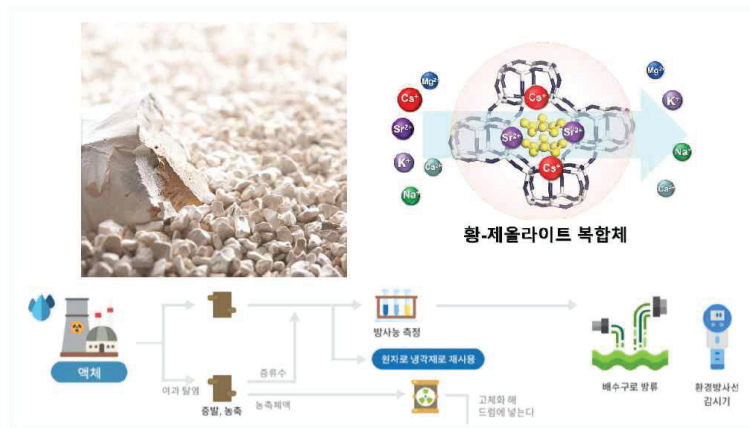 Mg²⁺
Cs⁺
Sr²⁺
K⁺
Ca²⁺
Na⁺
Cs⁺
Sr²⁺
Sr²⁺
Cs⁺
Mg²⁺
K⁺
Na⁺
Ca²⁺
황-제올라이트 복합체
액체
여과 탈염
증발, 농축
증류수
농축폐액
방사능 측정
원자로 냉각재로 재사용
고체화 해
드럼에 넣는다
배수구로 방류
환경방사선
감시기